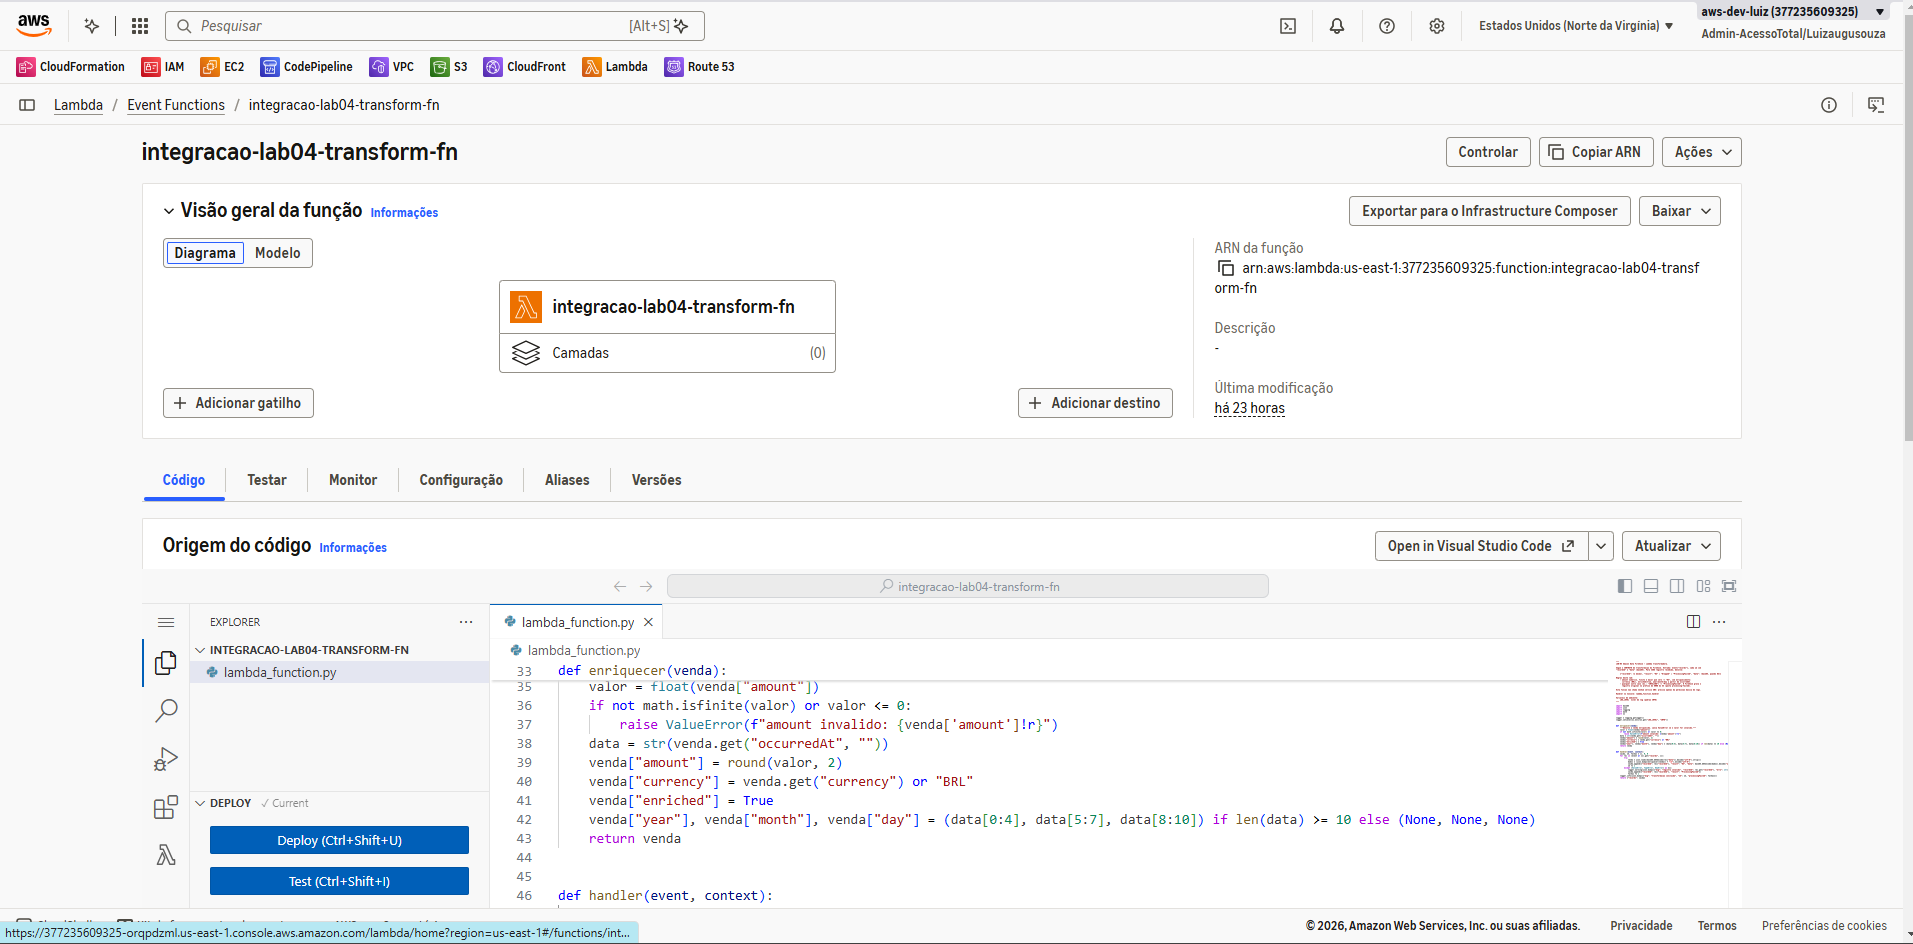 aws
Pesquisar
[Alt+S]
Estados Unidos (Norte da Virgínia)
aws-dev-luiz (377235609325)
Admin-AcessoTotal/Luizaugusouza
CloudFormation
IAM
EC2
CodePipeline
VPC
S3
CloudFront
Lambda
Route 53
Lambda / Event Functions / integracao-lab04-transform-fn
integracao-lab04-transform-fn
Controlar
Copiar ARN
Ações
Visão geral da função Informações
Exportar para o Infrastructure Composer
Baixar
Diagrama
Modelo
integracao-lab04-transform-fn
Camadas (0)
+ Adicionar gatilho
+ Adicionar destino
ARN da função
arn:aws:lambda:us-east-1:377235609325:function:integracao-lab04-transf
orm-fn
Descrição
-
Última modificação
há 23 horas
Código
Testar
Monitor
Configuração
Aliases
Versões
Origem do código Informações
Open in Visual Studio Code
Atualizar
integracao-lab04-transform-fn
EXPLORER
INTEGRACAO-LAB04-TRANSFORM-FN
lambda_function.py
DEPLOY ✓ Current
Deploy (Ctrl+Shift+U)
Test (Ctrl+Shift+I)
lambda_function.py
lambda_function.py
33 def enriquecer(venda):
35 valor = float(venda["amount"])
36 if not math.isfinite(valor) or valor <= 0:
37 raise ValueError(f"amount invalido: {venda['amount']!r}")
38 data = str(venda.get("occurredAt", ""))
39 venda["amount"] = round(valor, 2)
40 venda["currency"] = venda.get("currency") or "BRL"
41 venda["enriched"] = True
42 venda["year"], venda["month"], venda["day"] = (data[0:4], data[5:7], data[8:10]) if len(data) >= 10 else (None, None, None)
43 return venda
44
45
46 def handler(event, context):
© 2026, Amazon Web Services, Inc. ou suas afiliadas.
Privacidade
Termos
Preferências de cookies
https://377235609325-orqpdzml.us-east-1.console.aws.amazon.com/lambda/home?region=us-east-1#/functions/int...